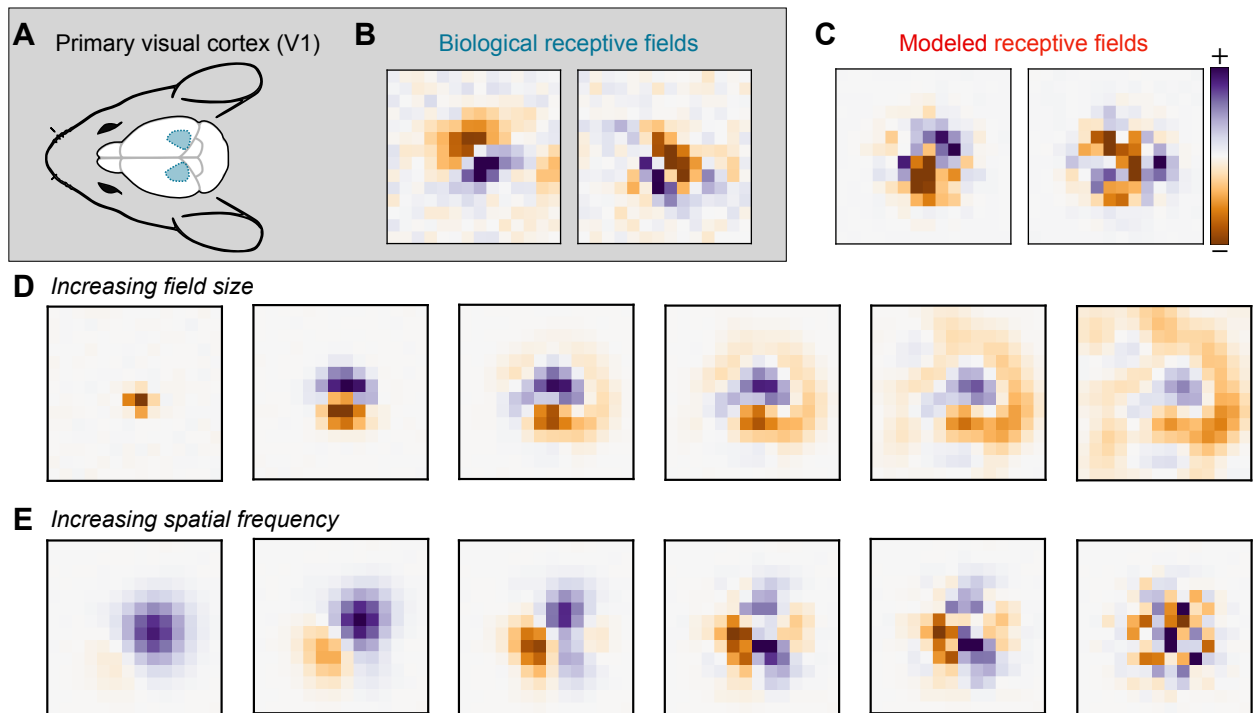 A Primary visual cortex (V1)
B Biological receptive fields
C Modeled receptive fields
+
−
D Increasing field size
E Increasing spatial frequency